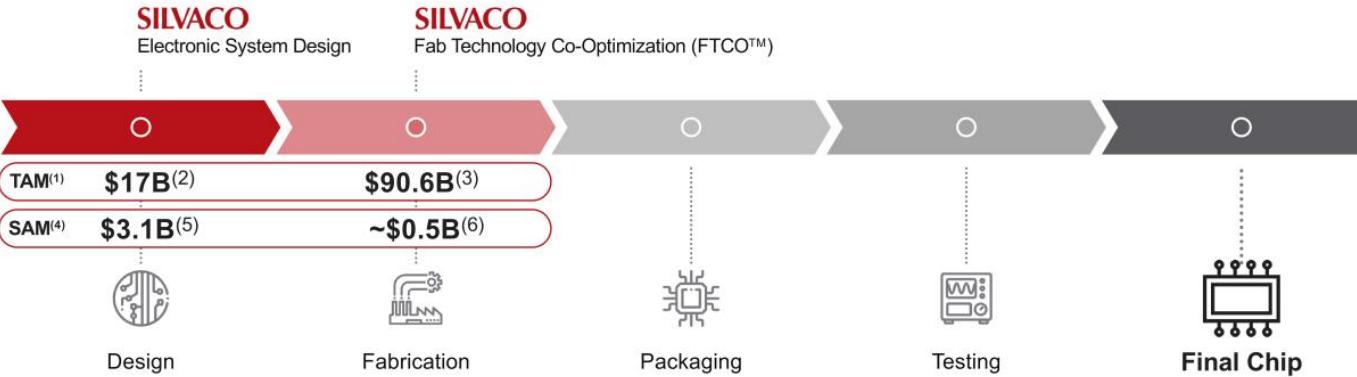 SILVACO
Electronic System Design
SILVACO
Fab Technology Co-Optimization (FTCO™)
TAM(1) $17B(2) $90.6B(3)
SAM(4) $3.1B(5) ~$0.5B(6)
Design Fabrication Packaging Testing Final Chip